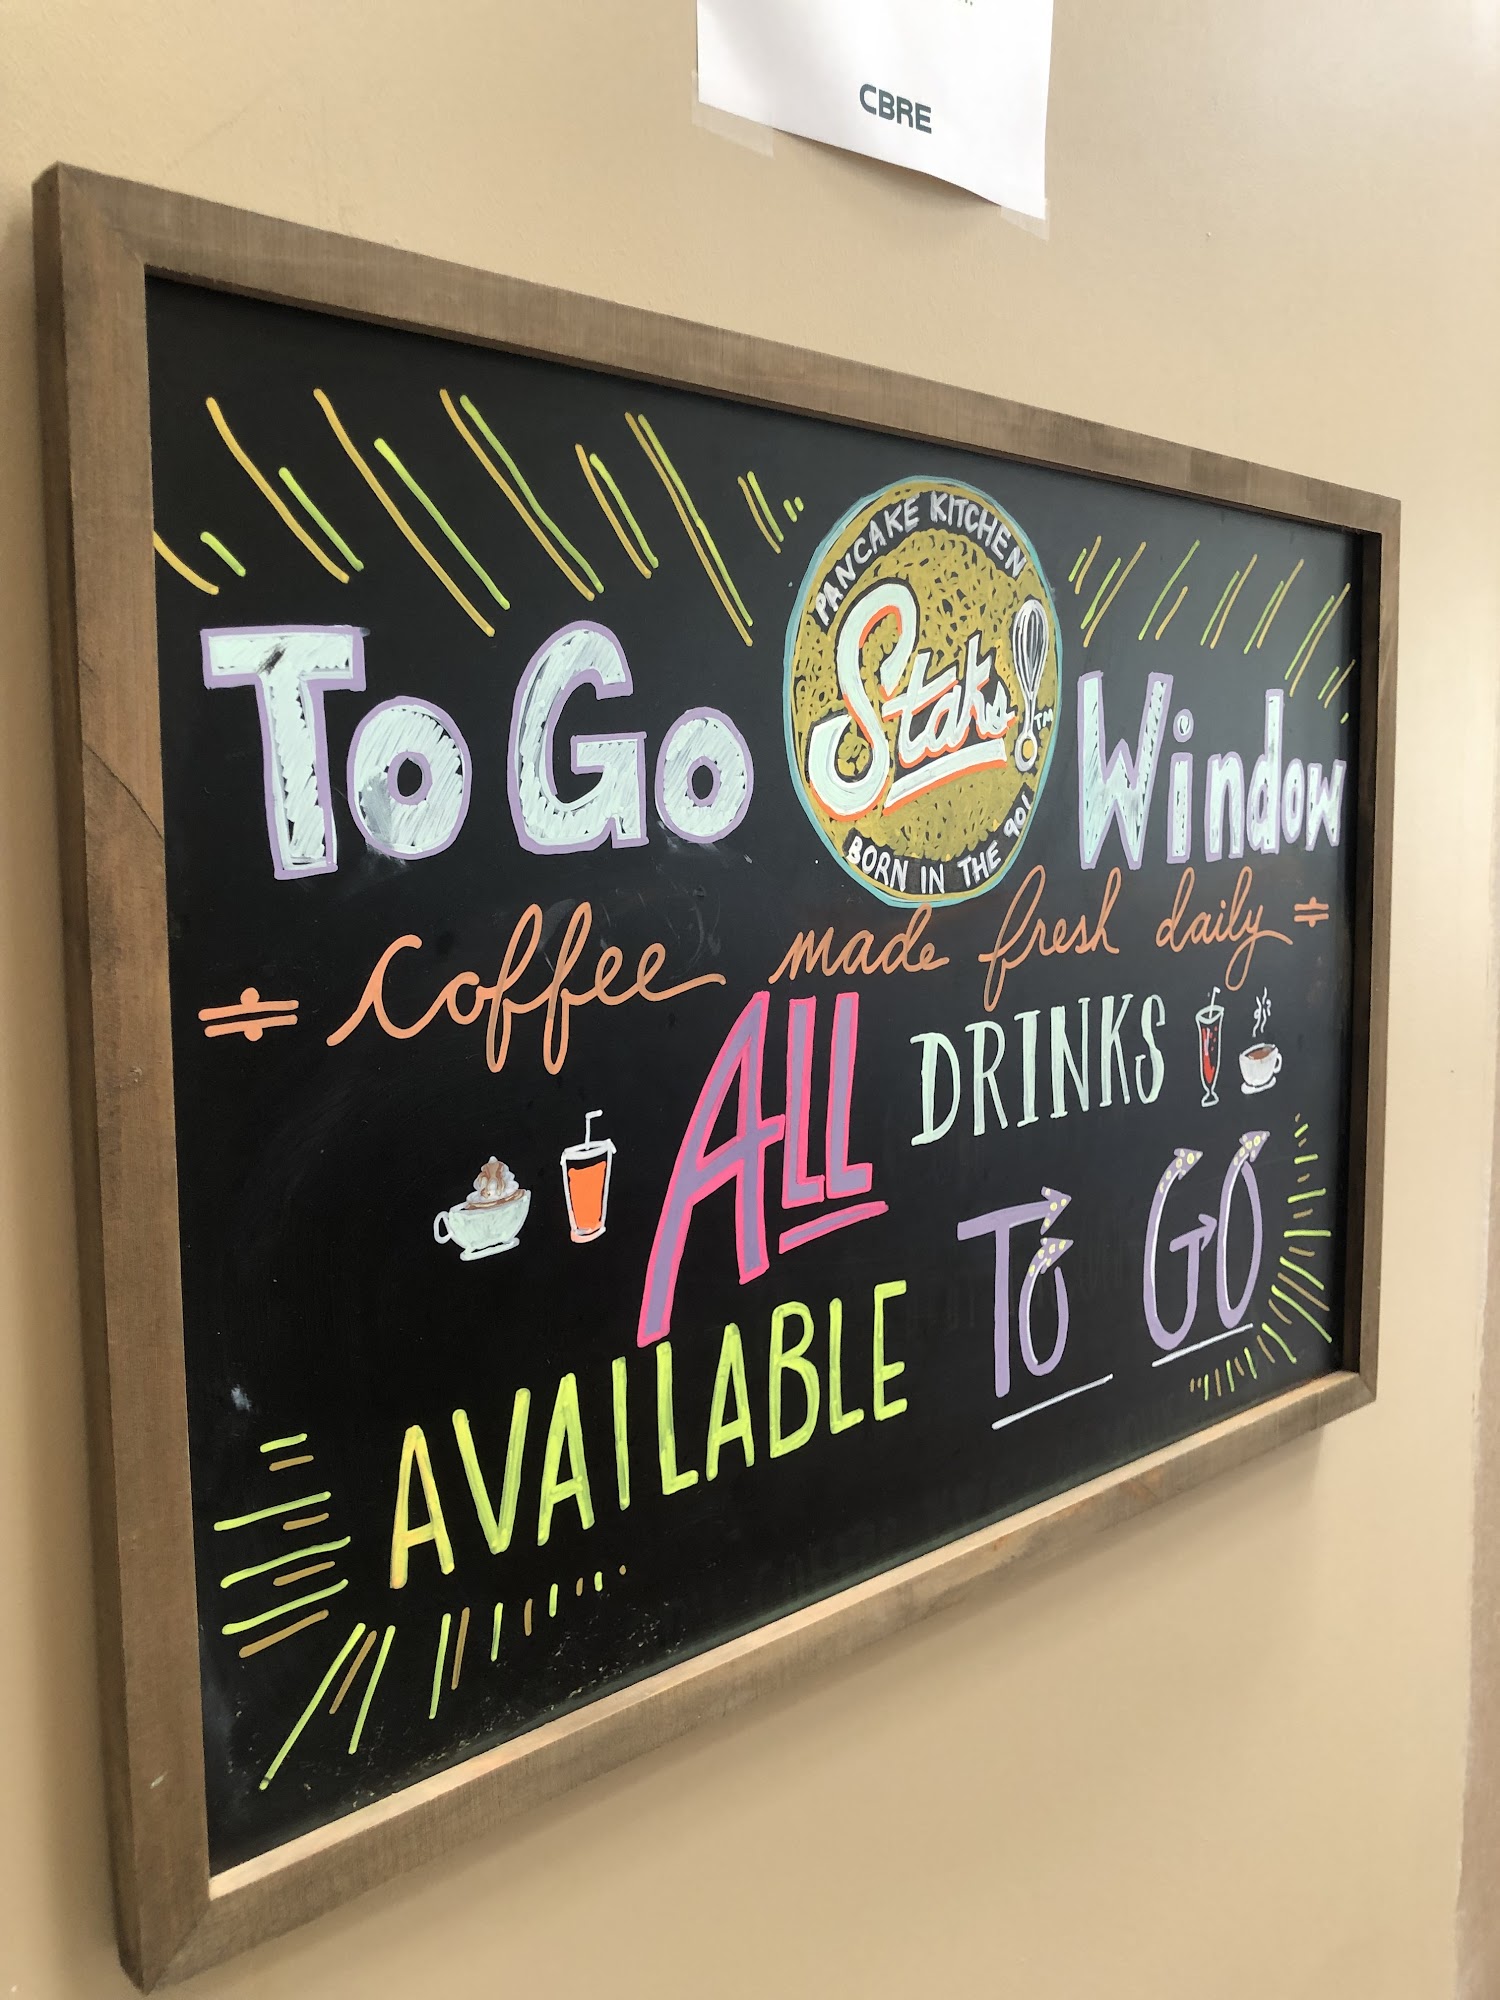 CBRE
PANCAKE KITCHEN
Staks
TM
BORN IN THE 901
To Go Window
coffee made fresh daily
ALL DRINKS
AVAILABLE TO GO